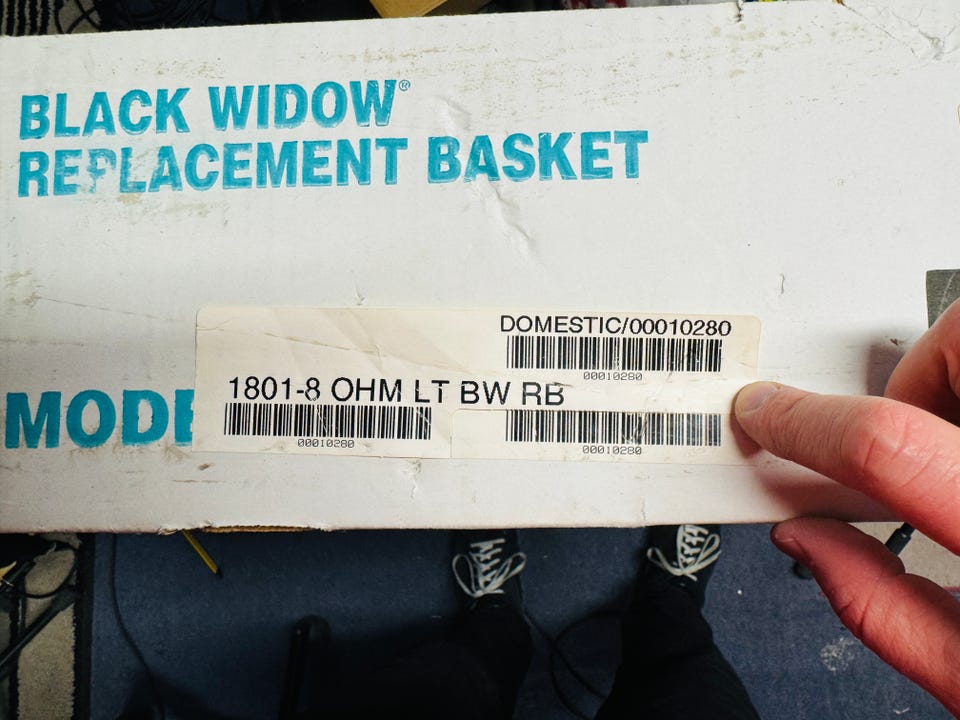 BLACK WIDOW®
REPLACEMENT BASKET
DOMESTIC/00010280
00010280
1801-8 OHM LT BW RB
00010280
00010280